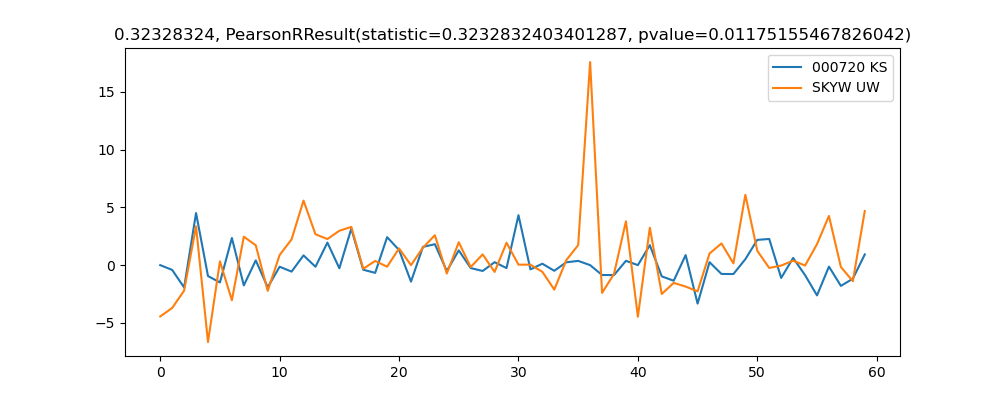 0.32328324, PearsonRResult(statistic=0.3232832403401287, pvalue=0.01175155467826042)
000720 KS
SKYW UW
15
10
5
0
−5
0 10 20 30 40 50 60